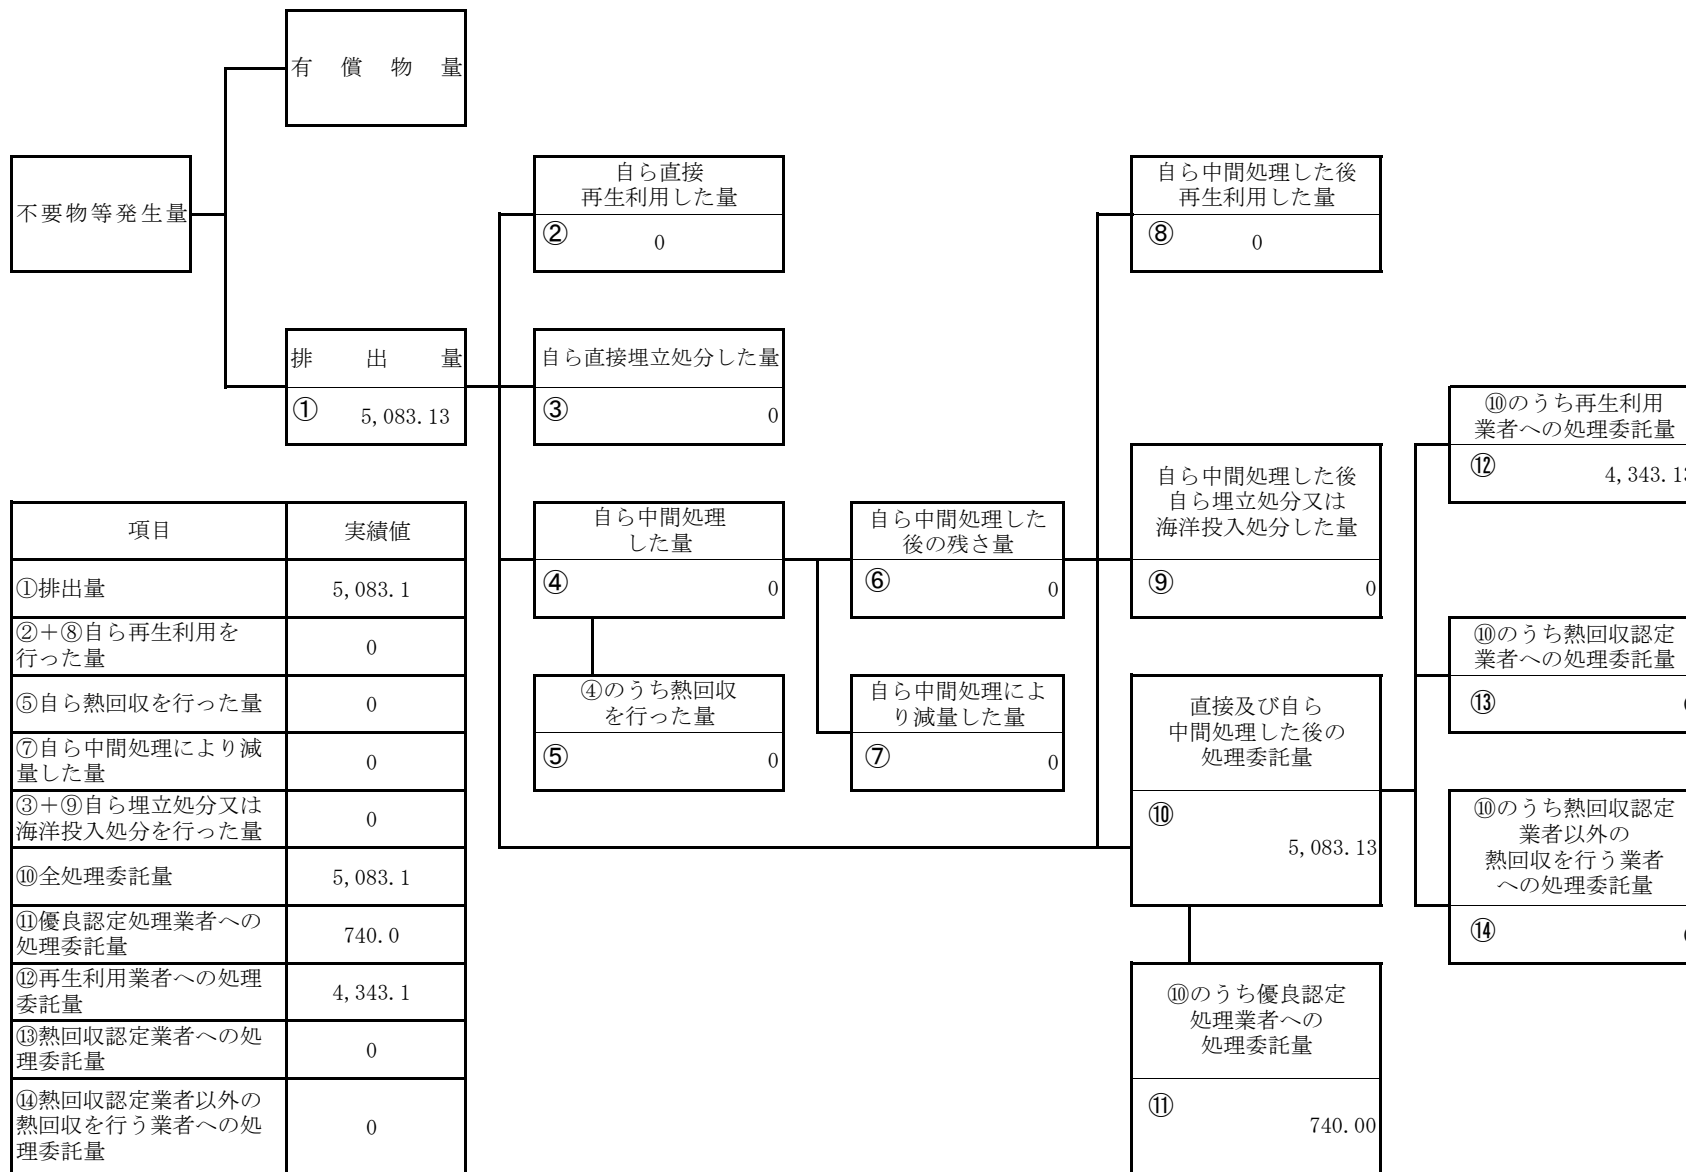 有償物量
不要物等発生量
排出量
① 5,083.13
自ら直接
再生利用した量
② 0
自ら直接埋立処分した量
③ 0
自ら中間処理
した量
④ 0
④のうち熱回収
を行った量
⑤ 0
自ら中間処理した
後の残さ量
⑥ 0
自ら中間処理によ
り減量した量
⑦ 0
自ら中間処理した後
再生利用した量
⑧ 0
自ら中間処理した後
自ら埋立処分又は
海洋投入処分した量
⑨ 0
直接及び自ら
中間処理した後の
処理委託量
⑩
5,083.13
⑩のうち優良認定
処理業者への
処理委託量
⑪
740.00
⑩のうち再生利用
業者への処理委託量
⑫ 4,343.13
⑩のうち熱回収認定
業者への処理委託量
⑬
⑩のうち熱回収認定
業者以外の
熱回収を行う業者
への処理委託量
⑭
項目 実績値
①排出量 5,083.1
②+⑧自ら再生利用を
行った量 0
⑤自ら熱回収を行った量 0
⑦自ら中間処理により減
量した量 0
③+⑨自ら埋立処分又は
海洋投入処分を行った量 0
⑩全処理委託量 5,083.1
⑪優良認定処理業者への
処理委託量 740.0
⑫再生利用業者への処理
委託量 4,343.1
⑬熱回収認定業者への処
理委託量 0
⑭熱回収認定業者以外の
熱回収を行う業者への処
理委託量 0